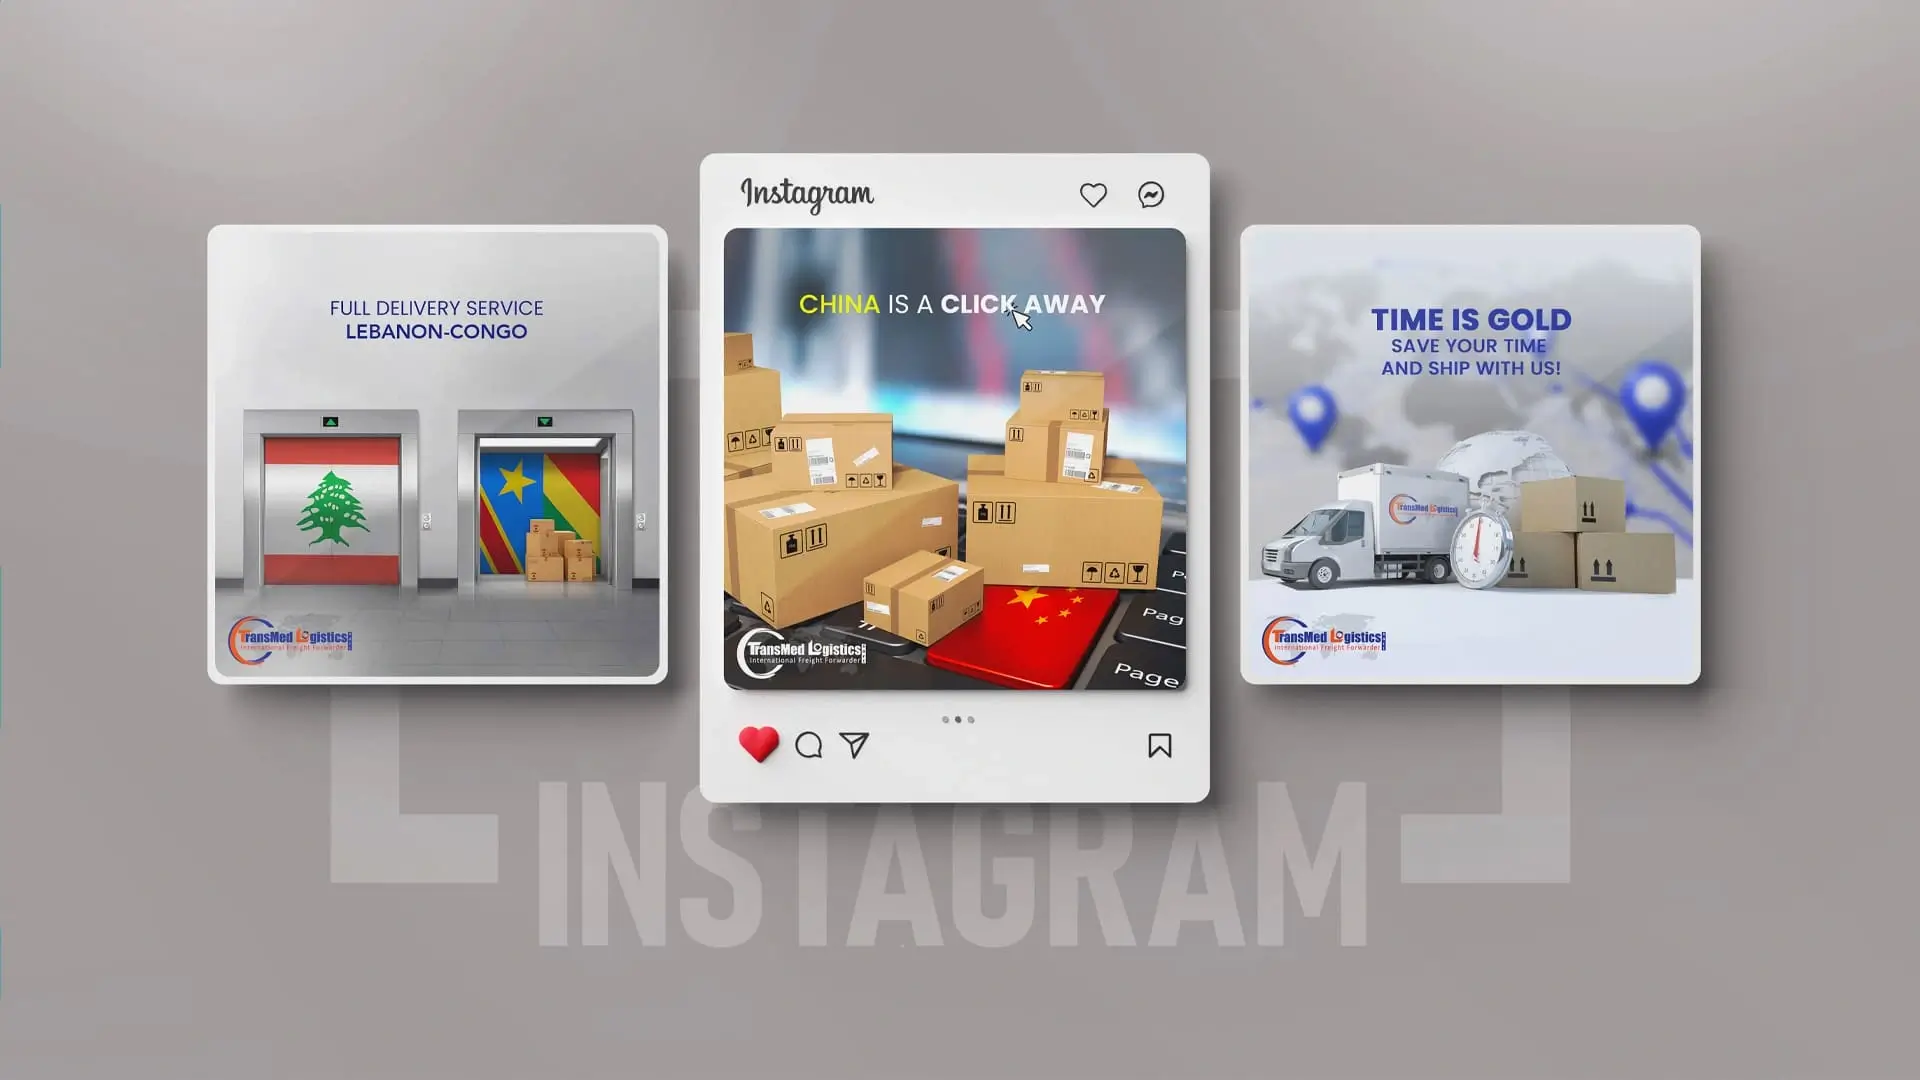 FULL DELIVERY SERVICE
LEBANON-CONGO
TransMed Logistics
International Freight Forwarder
Instagram
CHINA IS A CLICK AWAY
Page
Page
TransMed Logistics
International Freight Forwarder
TIME IS GOLD
SAVE YOUR TIME
AND SHIP WITH US!
TransMed Logistics
TransMed Logistics
International Freight Forwarder
INSTAGRAM